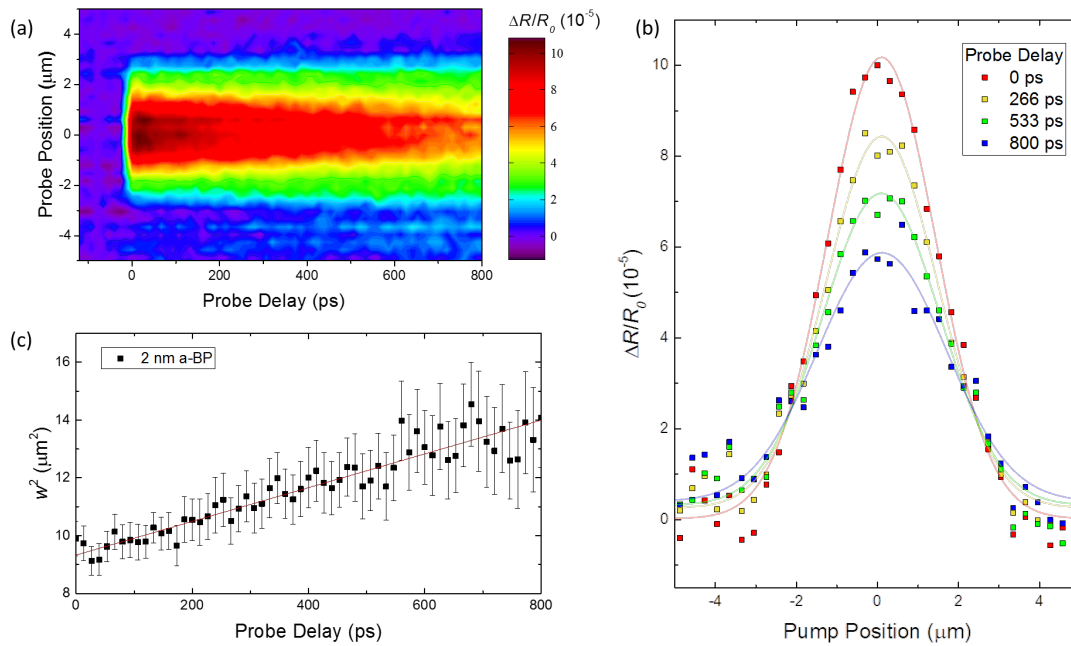 (a)
Probe Position (μm)
4
2
0
-2
-4
0
200
400
600
800
Probe Delay (ps)
ΔR/R0 (10-5)
10
8
6
4
2
0
(b)
ΔR/R0 (10-5)
10
8
6
4
2
0
-4
-2
0
2
4
Pump Position (μm)
Probe Delay
0 ps
266 ps
533 ps
800 ps
(c)
w2 (μm2)
16
14
12
10
8
0
200
400
600
800
Probe Delay (ps)
2 nm a-BP